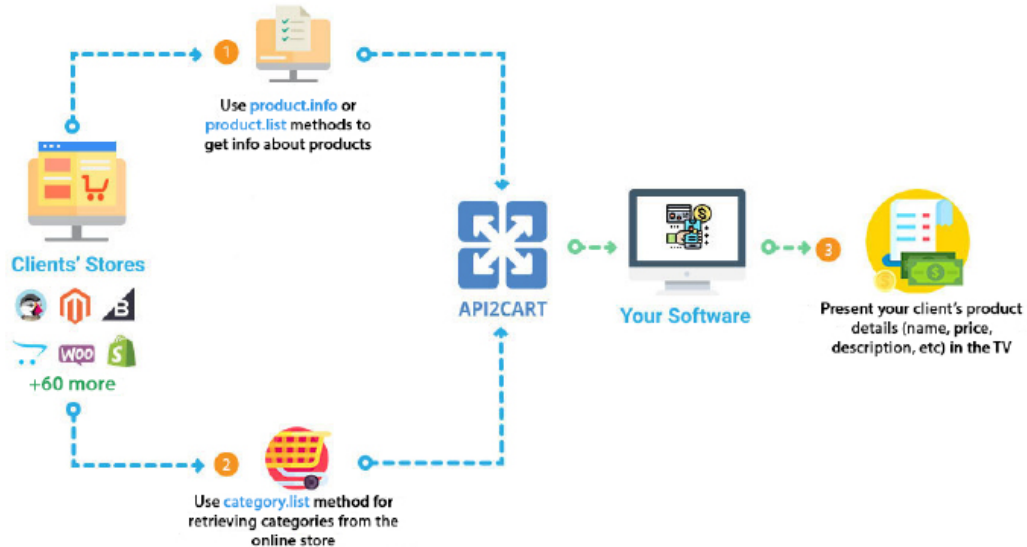 1
Use product.info or
product.list methods to
get info about products
Clients' Stores
B
WOO
+60 more
2
Use category.list method for
retrieving categories from the
online store
API2CART
Your Software
3
Present your client's product
details (name, price,
description, etc) in the TV